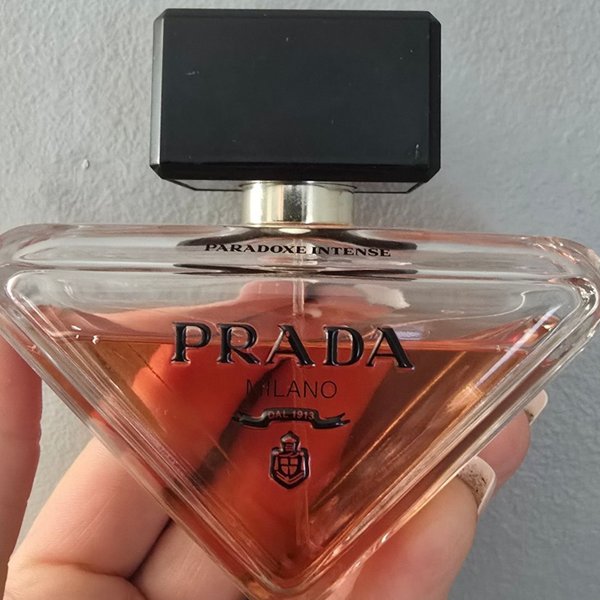 PARADOXE INTENSE
PRADA
MILANO
DAL 1913